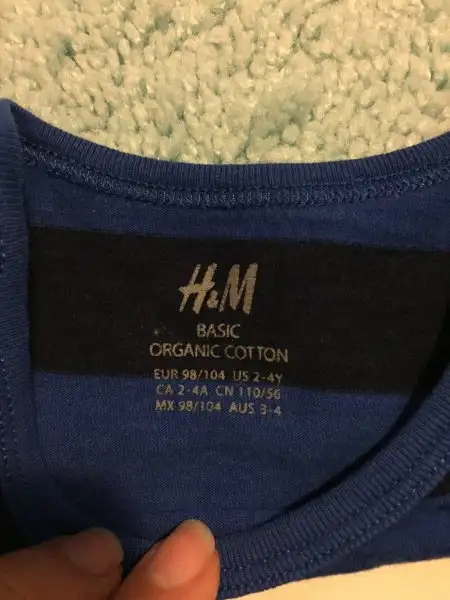 H&M
BASIC
ORGANIC COTTON
EUR 98/104 US 2-4Y
CA 2-4A CN 110/56
MX 98/104 AUS 3-4